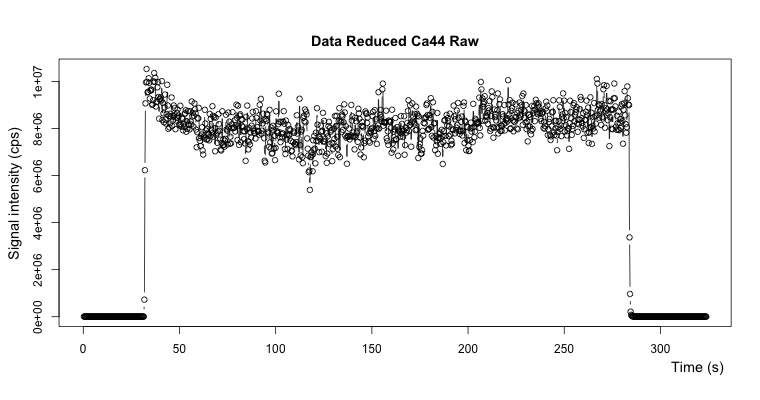 Data Reduced Ca44 Raw
Signal intensity (cps)
1e+07
8e+06
6e+06
4e+06
2e+06
0e+00
0 50 100 150 200 250 300
Time (s)